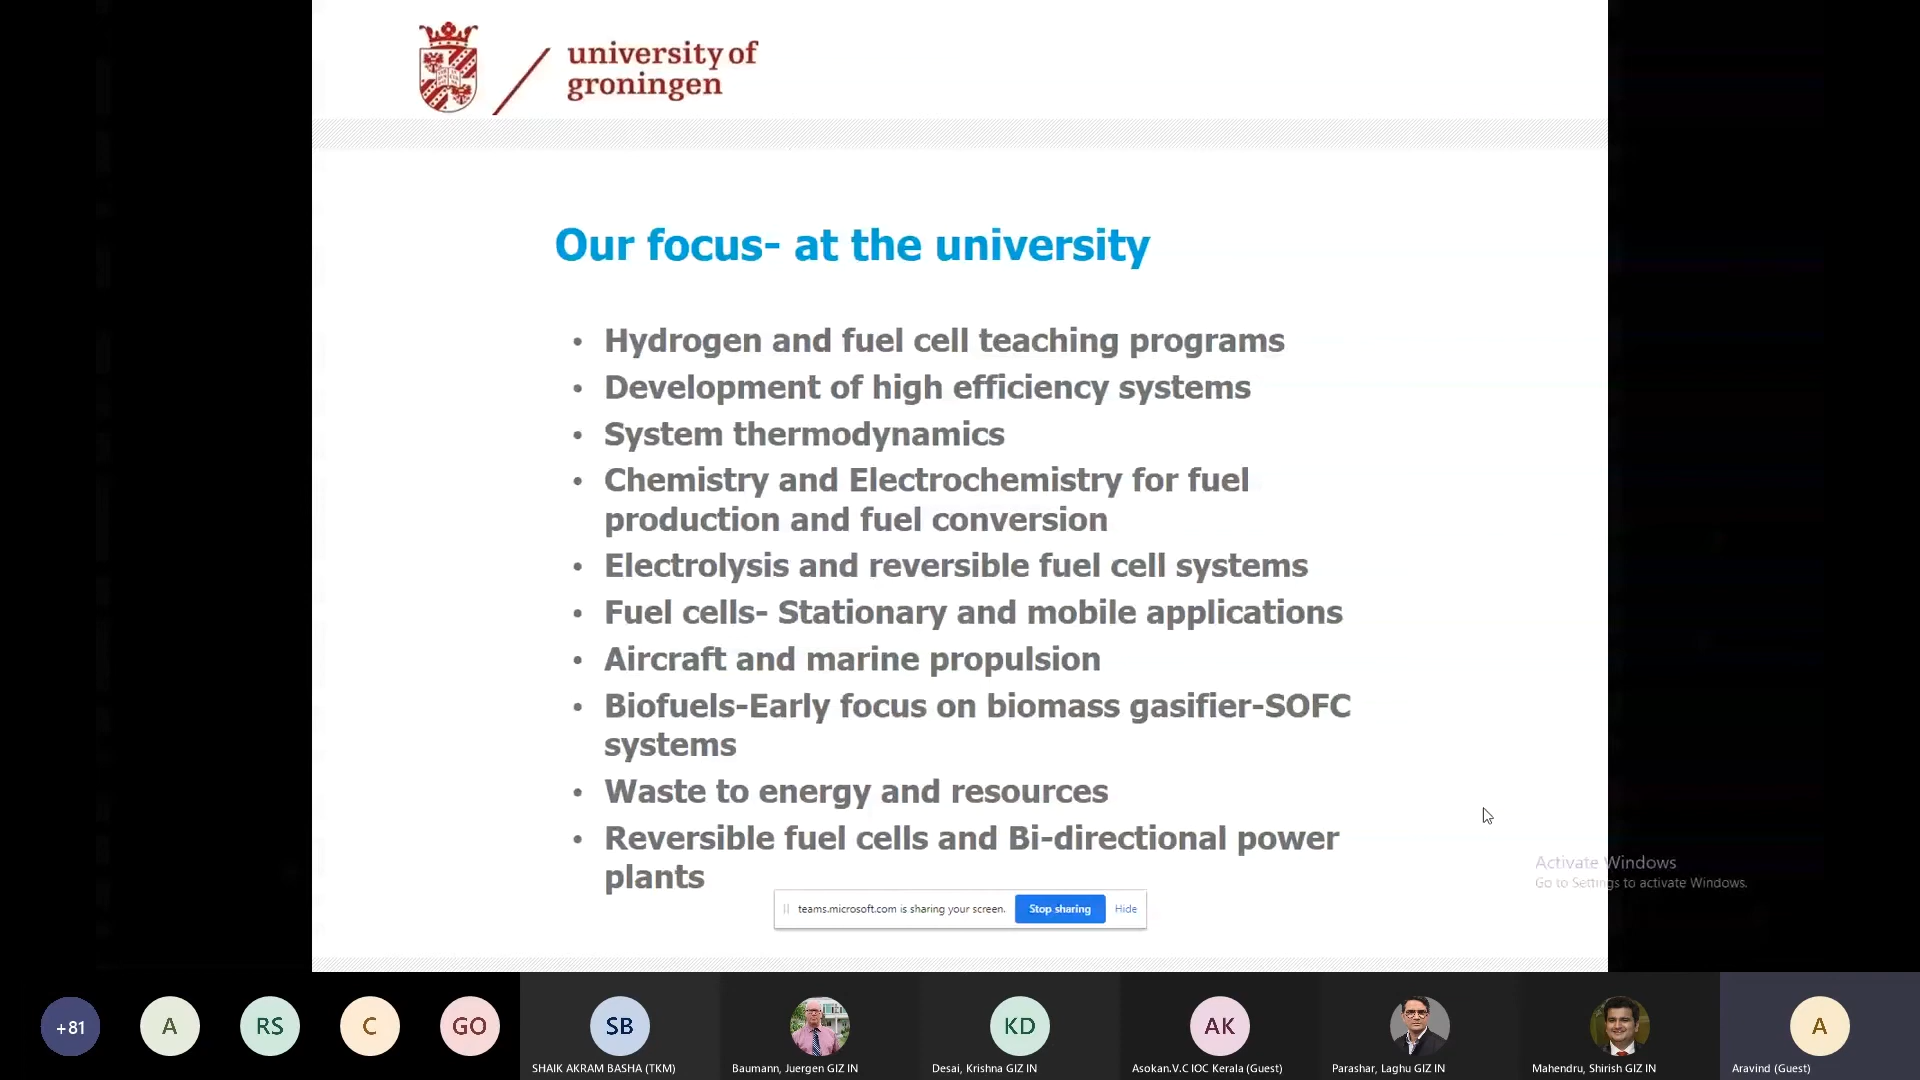 university of
groningen
Our focus- at the university
• Hydrogen and fuel cell teaching programs
• Development of high efficiency systems
• System thermodynamics
• Chemistry and Electrochemistry for fuel
production and fuel conversion
• Electrolysis and reversible fuel cell systems
• Fuel cells- Stationary and mobile applications
• Aircraft and marine propulsion
• Biofuels-Early focus on biomass gasifier-SOFC
systems
• Waste to energy and resources
• Reversible fuel cells and Bi-directional power
plants
Activate Windows
Go to Settings to activate Windows.
teams.microsoft.com is sharing your screen. Stop sharing Hide
+81 A RS C GO SB KD AK A
SHAIK AKRAM BASHA (TKM) Baumann, Juergen GIZ IN Desai, Krishna GIZ IN Asokan.V.C IOC Kerala (Guest) Parashar, Laghu GIZ IN Mahendru, Shirish GIZ IN Aravind (Guest)